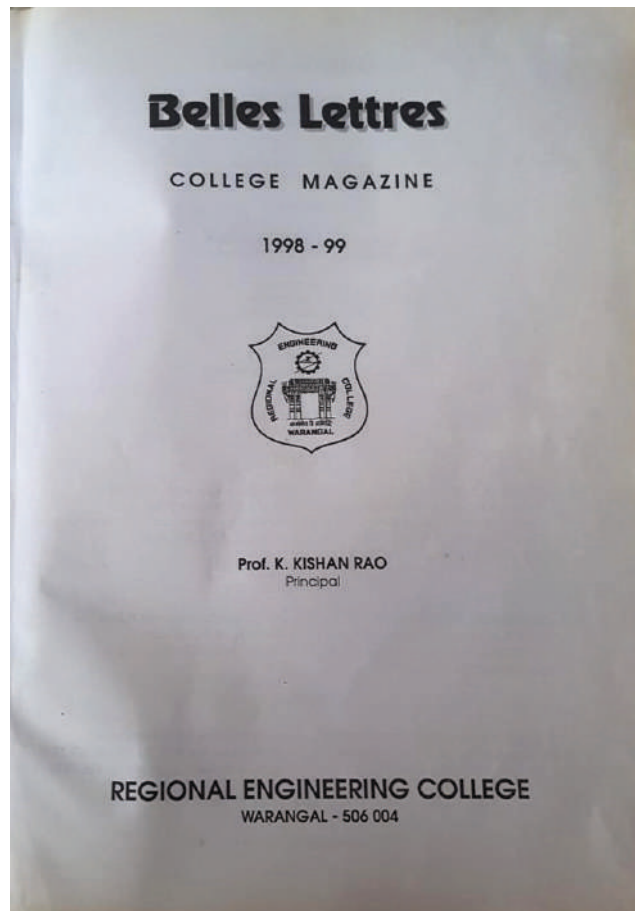 Belles Lettres
COLLEGE MAGAZINE
1998 - 99
ENGINEERING
REGIONAL
COLLEGE
WARANGAL
Prof. K. KISHAN RAO
Principal
REGIONAL ENGINEERING COLLEGE
WARANGAL - 506 004